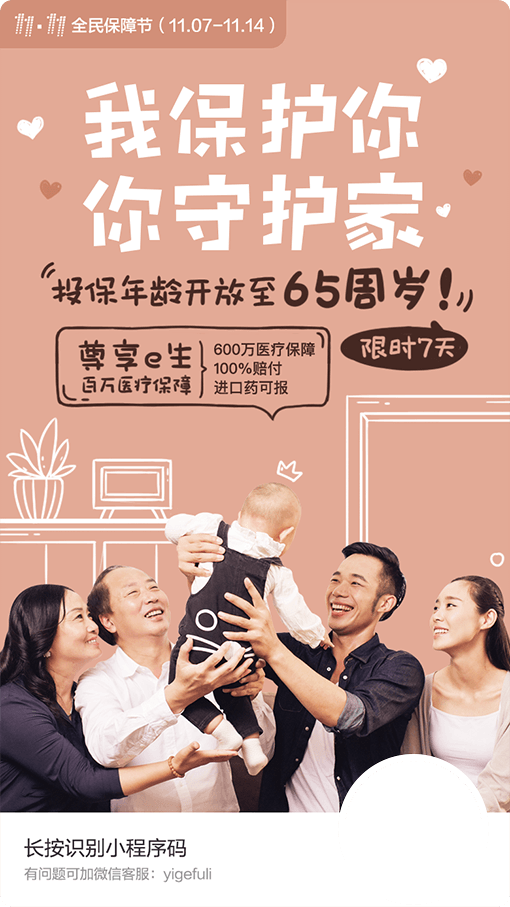 11·11 全民保障节（11.07-11.14）
我保护你
你守护家
“投保年龄开放至65周岁！”
限时7天
尊享e生
百万医疗保障
600万医疗保障
100%赔付
进口药可报
长按识别小程序码
有问题可加微信客服：yigefuli